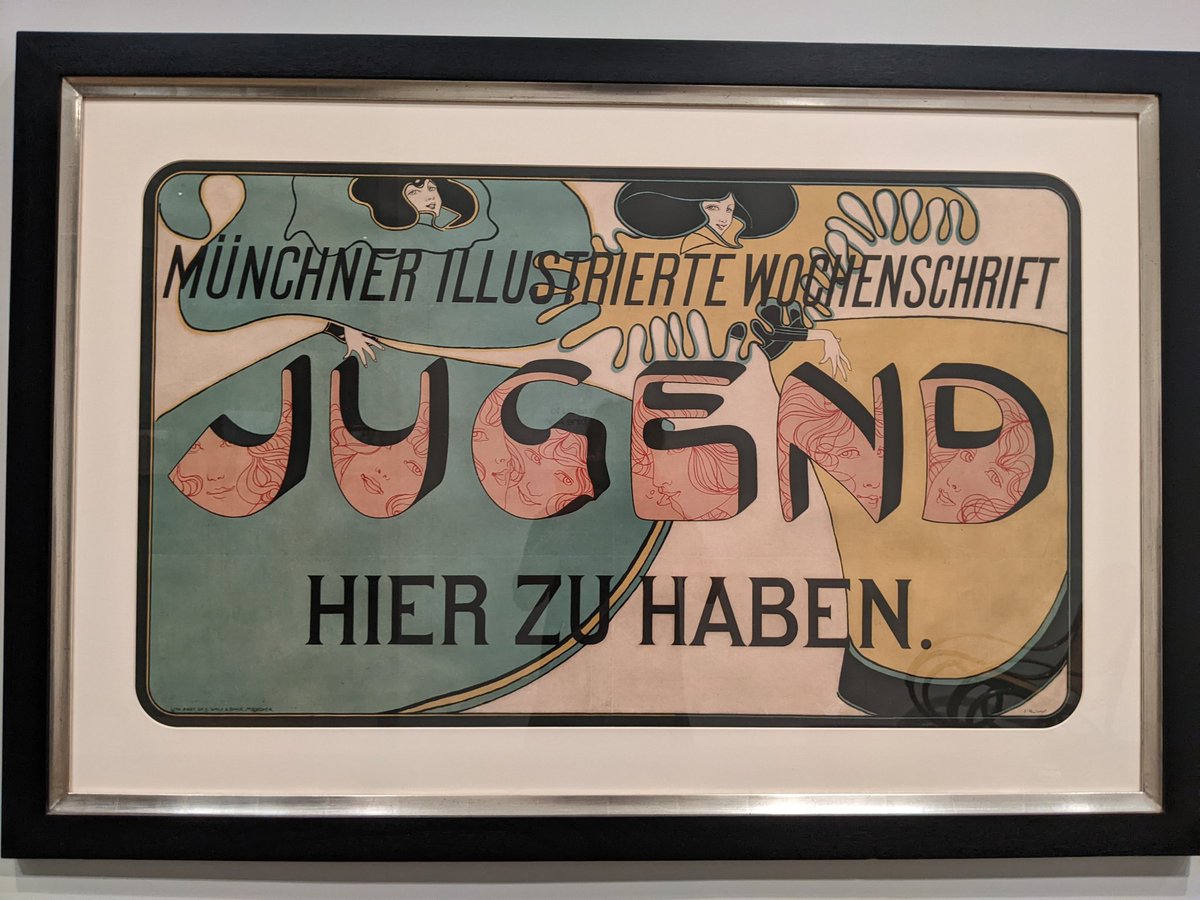 MÜNCHNER ILLUSTRIERTE WOCHENSCHRIFT
JUGEND
HIER ZU HABEN.